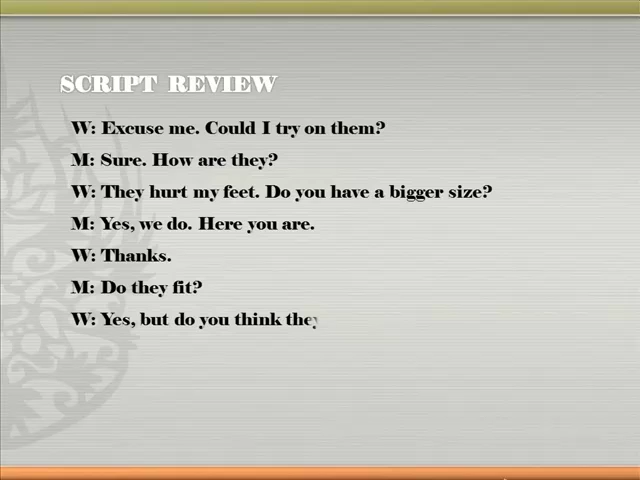 SCRIPT REVIEW
W: Excuse me. Could I try on them?
M: Sure. How are they?
W: They hurt my feet. Do you have a bigger size?
M: Yes, we do. Here you are.
W: Thanks.
M: Do they fit?
W: Yes, but do you think they